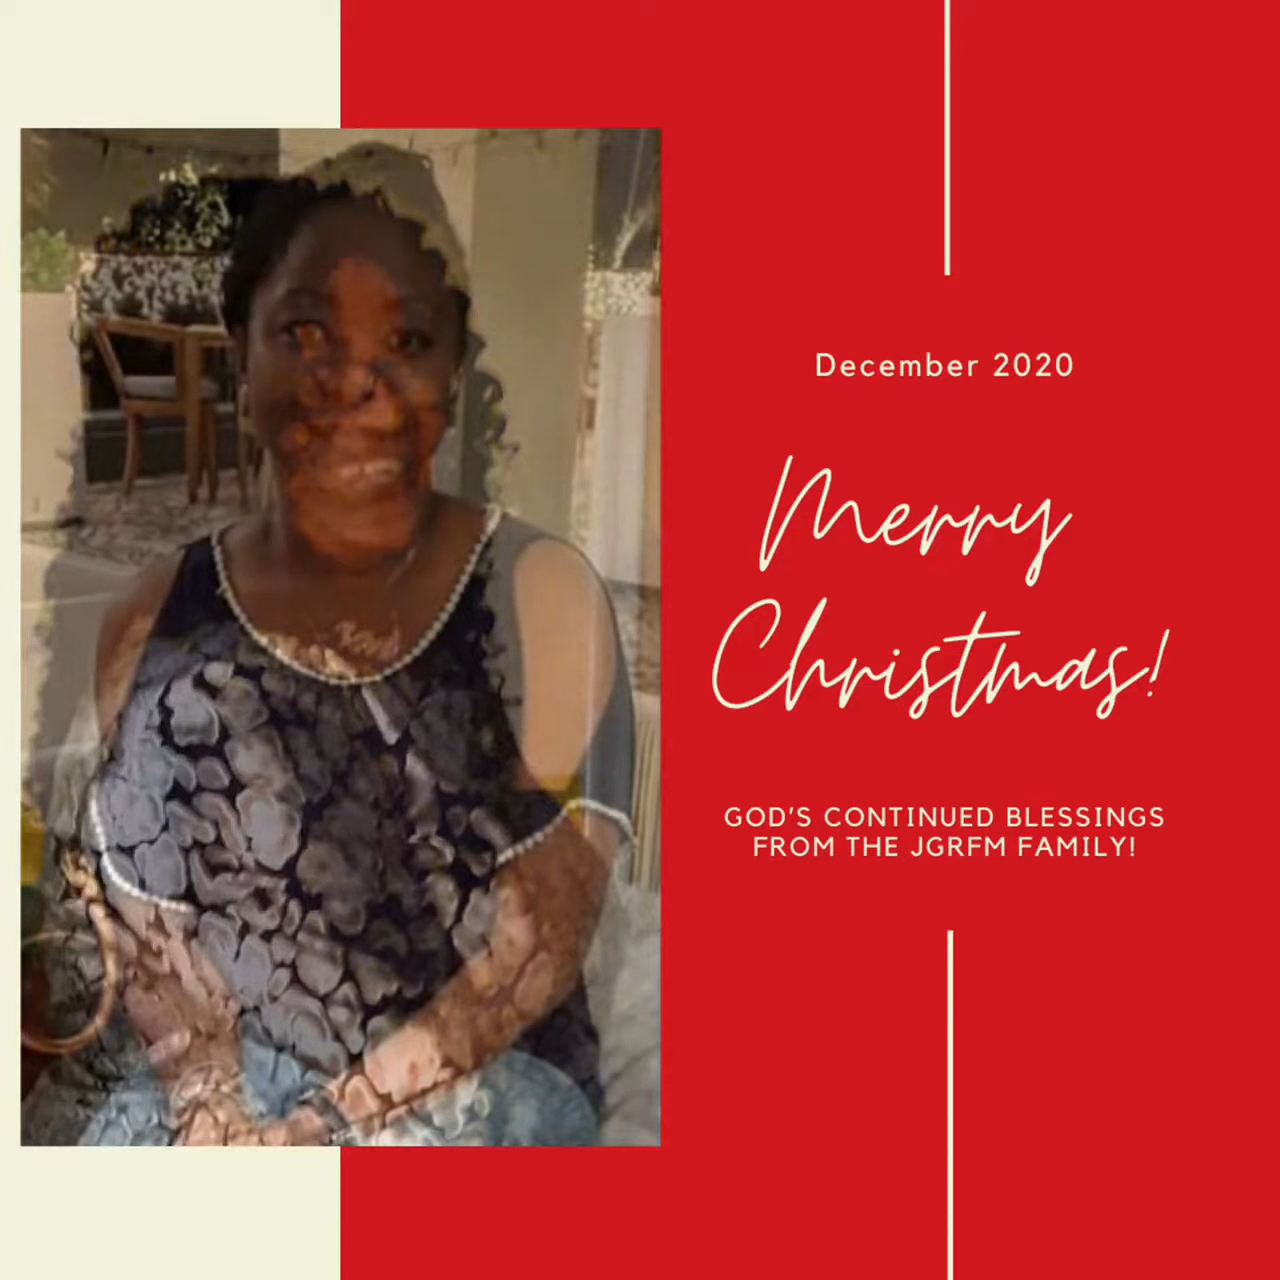 December 2020
Merry
Christmas!
GOD'S CONTINUED BLESSINGS
FROM THE JGRFM FAMILY!